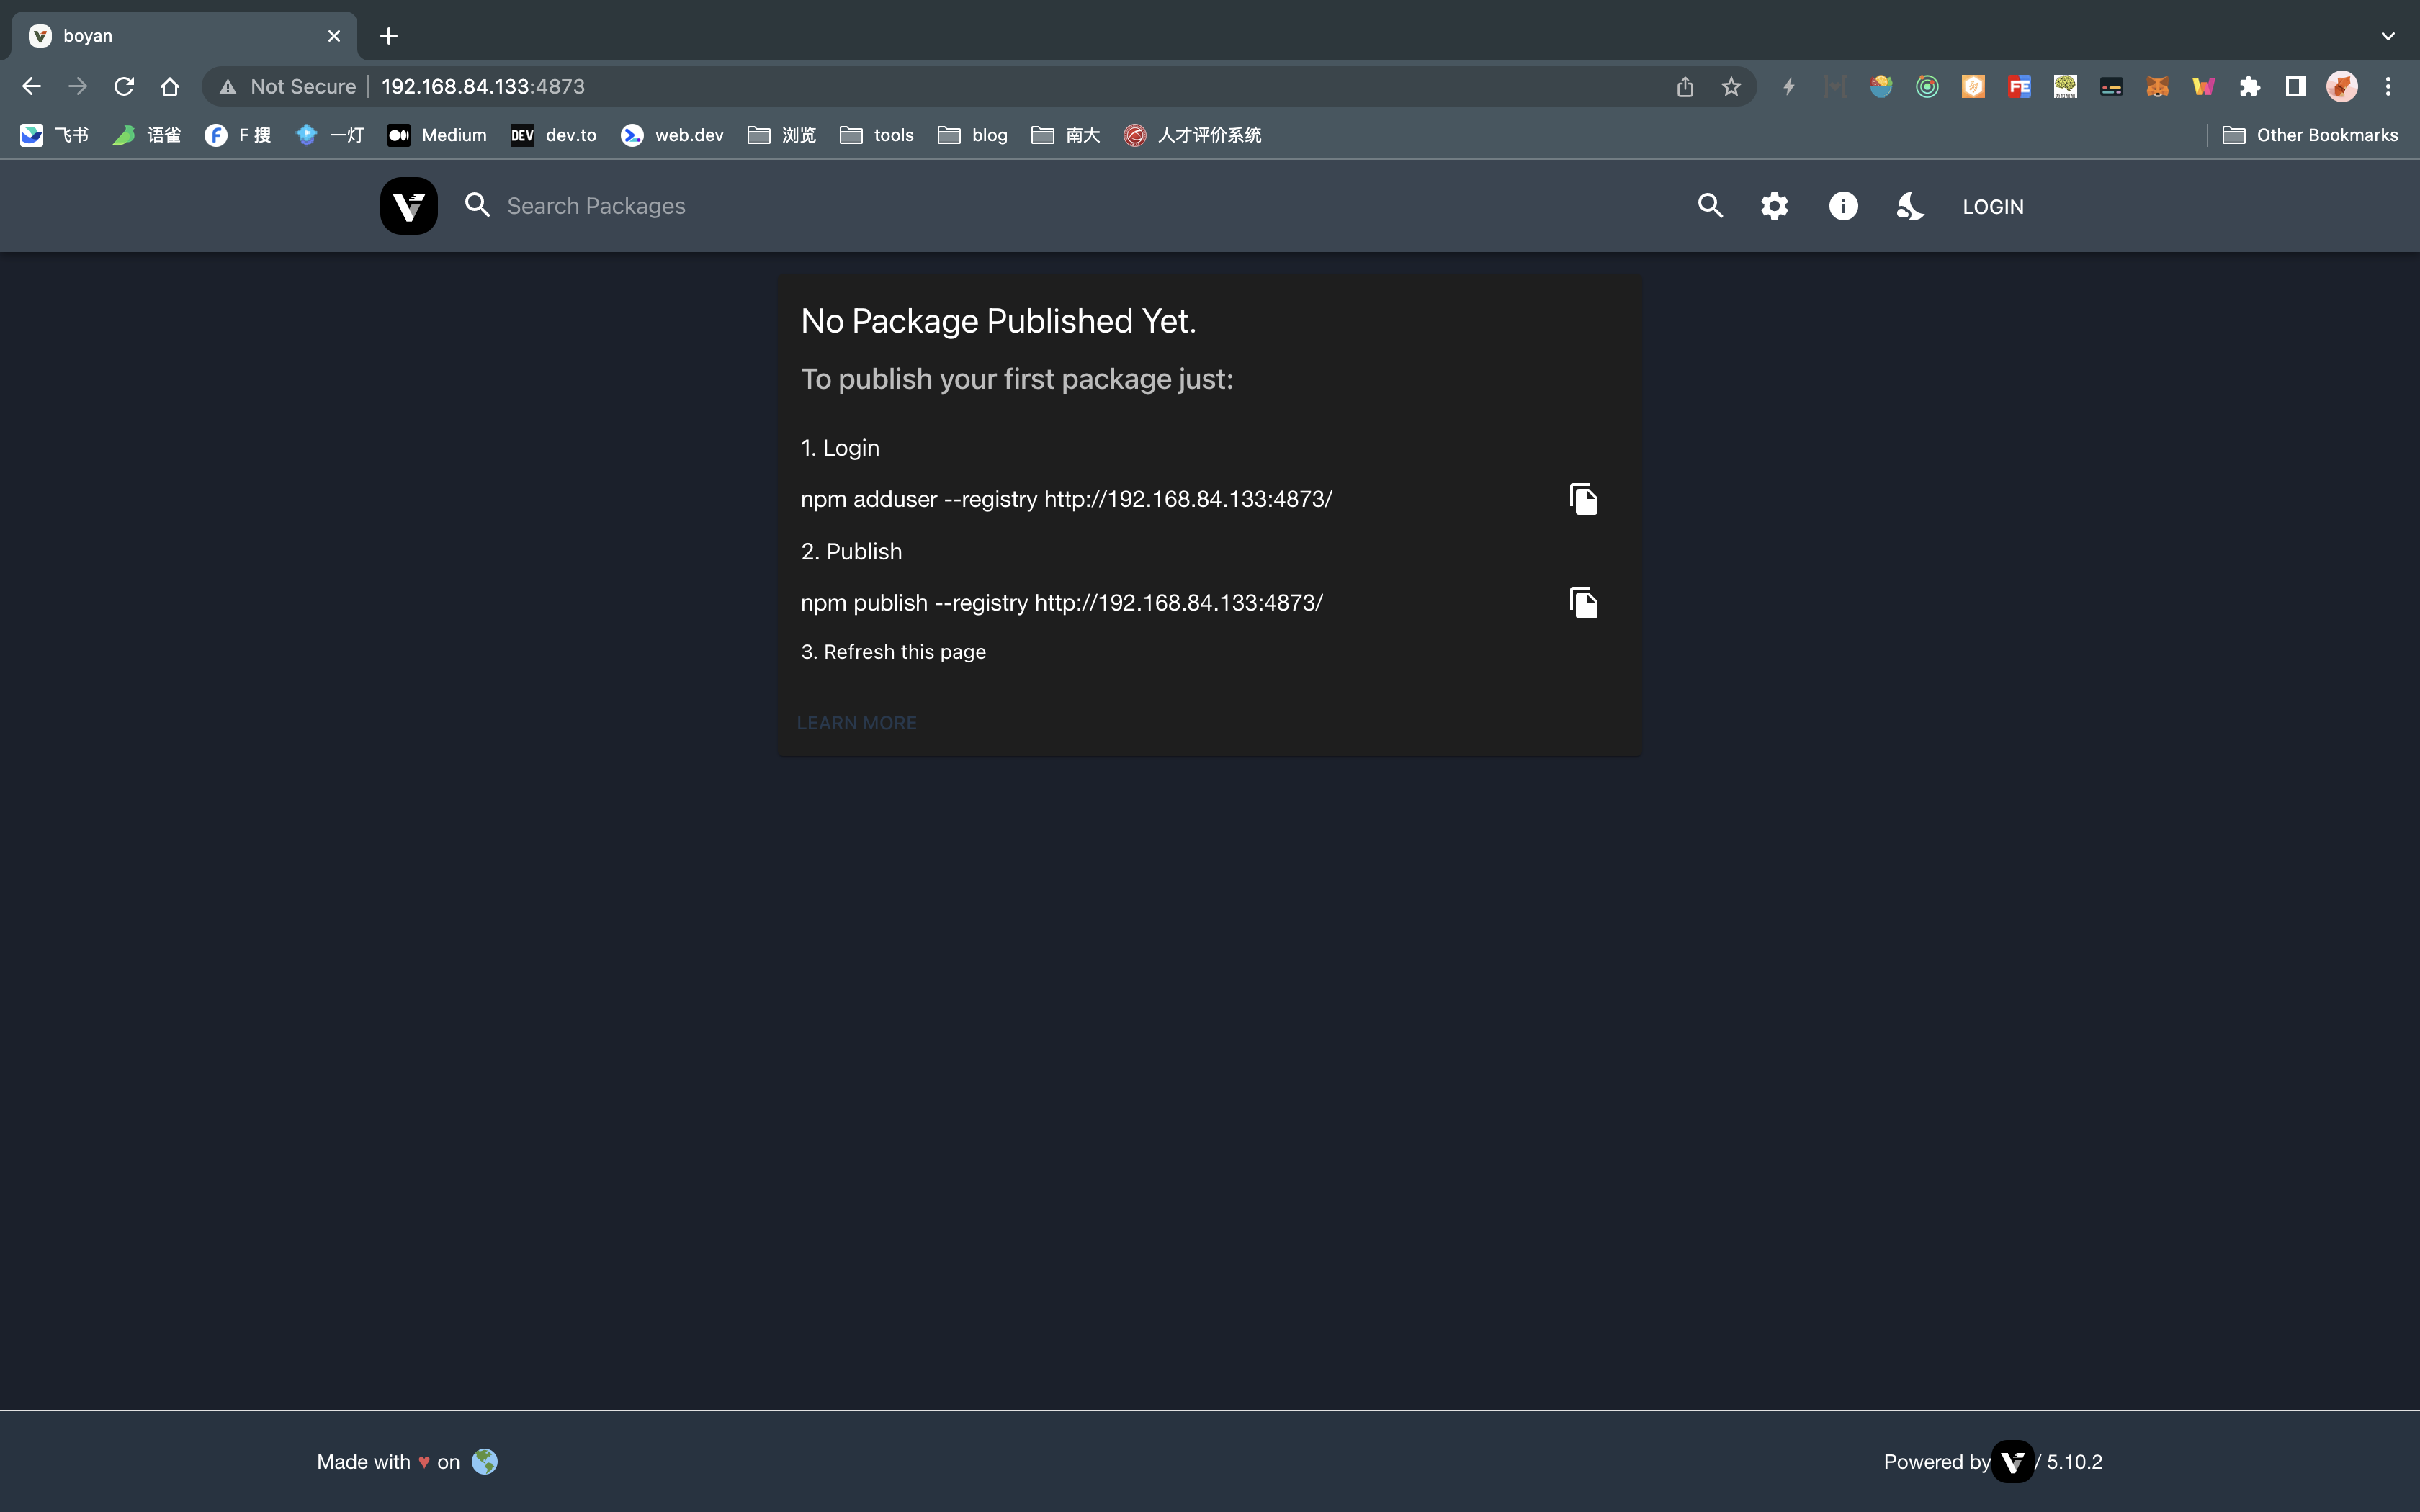 boyan
Not Secure 192.168.84.133:4873
飞书 语雀 F 搜 一灯 Medium DEV dev.to web.dev 浏览 tools blog 南大 人才评价系统 Other Bookmarks
Search Packages LOGIN
No Package Published Yet.
To publish your first package just:
1. Login
npm adduser --registry http://192.168.84.133:4873/
2. Publish
npm publish --registry http://192.168.84.133:4873/
3. Refresh this page
LEARN MORE
Made with ♥ on
Powered by / 5.10.2